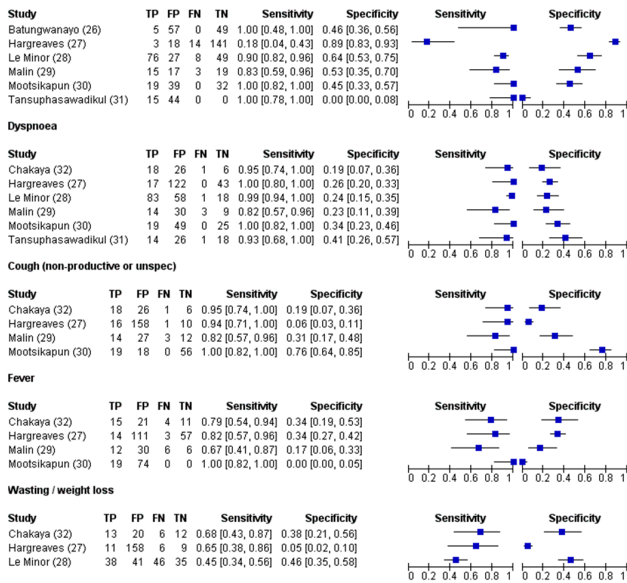 Study TP FP FN TN Sensitivity Specificity Sensitivity Specificity
Batungwanayo (26) 5 57 0 49 1.00 [0.48, 1.00] 0.46 [0.36, 0.56]
Hargreaves (27) 3 18 14 141 0.18 [0.04, 0.43] 0.89 [0.83, 0.93]
Le Minor (28) 76 27 8 49 0.90 [0.82, 0.96] 0.64 [0.53, 0.75]
Malin (29) 15 17 3 19 0.83 [0.59, 0.96] 0.53 [0.35, 0.70]
Mootsikapun (30) 19 39 0 32 1.00 [0.82, 1.00] 0.45 [0.33, 0.57]
Tansuphasawadikul (31) 15 44 0 0 1.00 [0.78, 1.00] 0.00 [0.00, 0.08]
0 0.2 0.4 0.6 0.8 1 0 0.2 0.4 0.6 0.8 1
Dyspnoea
Study TP FP FN TN Sensitivity Specificity Sensitivity Specificity
Chakaya (32) 18 26 1 6 0.95 [0.74, 1.00] 0.19 [0.07, 0.36]
Hargreaves (27) 17 122 0 43 1.00 [0.80, 1.00] 0.26 [0.20, 0.33]
Le Minor (28) 83 58 1 18 0.99 [0.94, 1.00] 0.24 [0.15, 0.35]
Malin (29) 14 30 3 9 0.82 [0.57, 0.96] 0.23 [0.11, 0.39]
Mootsikapun (30) 19 49 0 25 1.00 [0.82, 1.00] 0.34 [0.23, 0.46]
Tansuphasawadikul (31) 14 26 1 18 0.93 [0.68, 1.00] 0.41 [0.26, 0.57]
0 0.2 0.4 0.6 0.8 1 0 0.2 0.4 0.6 0.8 1
Cough (non-productive or unspec)
Study TP FP FN TN Sensitivity Specificity Sensitivity Specificity
Chakaya (32) 18 26 1 6 0.95 [0.74, 1.00] 0.19 [0.07, 0.36]
Hargreaves (27) 16 158 1 10 0.94 [0.71, 1.00] 0.06 [0.03, 0.11]
Malin (29) 14 27 3 12 0.82 [0.57, 0.96] 0.31 [0.17, 0.48]
Mootsikapun (30) 19 18 0 56 1.00 [0.82, 1.00] 0.76 [0.64, 0.85]
0 0.2 0.4 0.6 0.8 1 0 0.2 0.4 0.6 0.8 1
Fever
Study TP FP FN TN Sensitivity Specificity Sensitivity Specificity
Chakaya (32) 15 21 4 11 0.79 [0.54, 0.94] 0.34 [0.19, 0.53]
Hargreaves (27) 14 111 3 57 0.82 [0.57, 0.96] 0.34 [0.27, 0.42]
Malin (29) 12 30 6 6 0.67 [0.41, 0.87] 0.17 [0.06, 0.33]
Mootsikapun (30) 19 74 0 0 1.00 [0.82, 1.00] 0.00 [0.00, 0.05]
0 0.2 0.4 0.6 0.8 1 0 0.2 0.4 0.6 0.8 1
Wasting / weight loss
Study TP FP FN TN Sensitivity Specificity Sensitivity Specificity
Chakaya (32) 13 20 6 12 0.68 [0.43, 0.87] 0.38 [0.21, 0.56]
Hargreaves (27) 11 158 6 9 0.65 [0.38, 0.86] 0.05 [0.02, 0.10]
Le Minor (28) 38 41 46 35 0.45 [0.34, 0.56] 0.46 [0.35, 0.58]
0 0.2 0.4 0.6 0.8 1 0 0.2 0.4 0.6 0.8 1